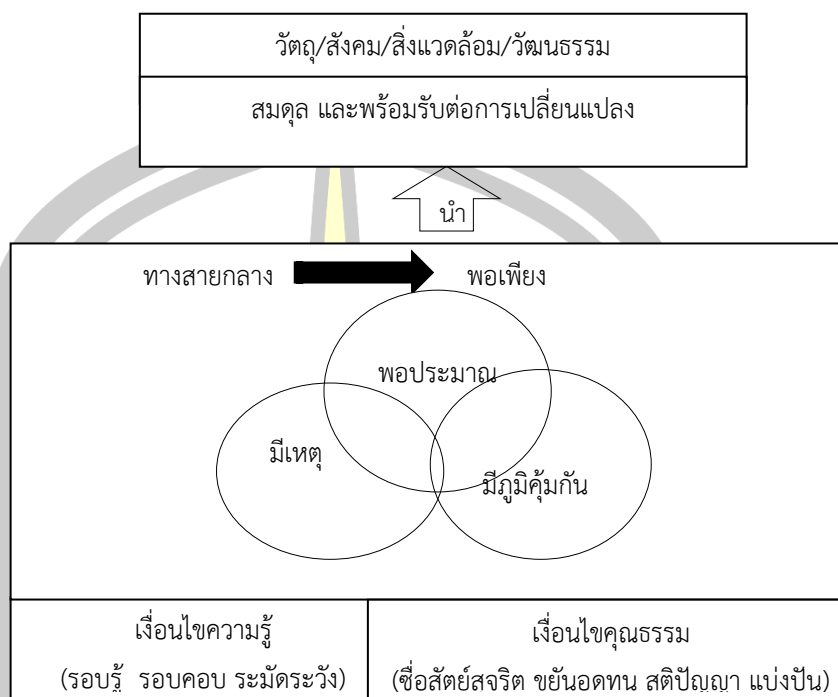 วัตถุ/สังคม/สิ่งแวดล้อม/วัฒนธรรม
สมดุล และพร้อมรับต่อการเปลี่ยนแปลง
นำ
ทางสายกลาง พอเพียง
พอประมาณ
มีเหตุ
มีภูมิคุ้มกัน
เงื่อนไขความรู้ เงื่อนไขคุณธรรม
(รอบรู้ รอบคอบ ระมัดระวัง) (ซื่อสัตย์สจริต ขยันอดทน สติปัญญา แบ่งปัน)